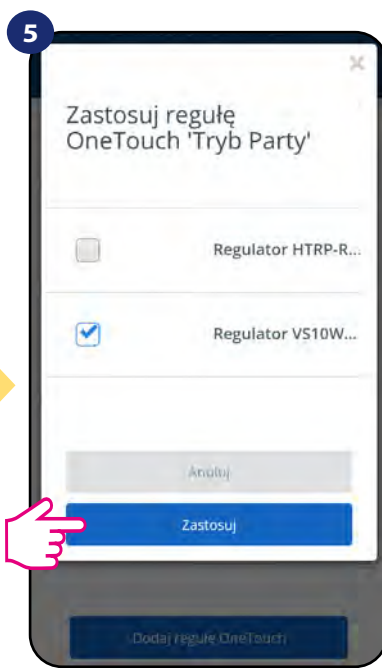 5
Zastosuj regułę
OneTouch 'Tryb Party'
Regulator HTRP-R...
Regulator VS10W...
Anuluj
Zastosuj
Dodaj regułę OneTouch